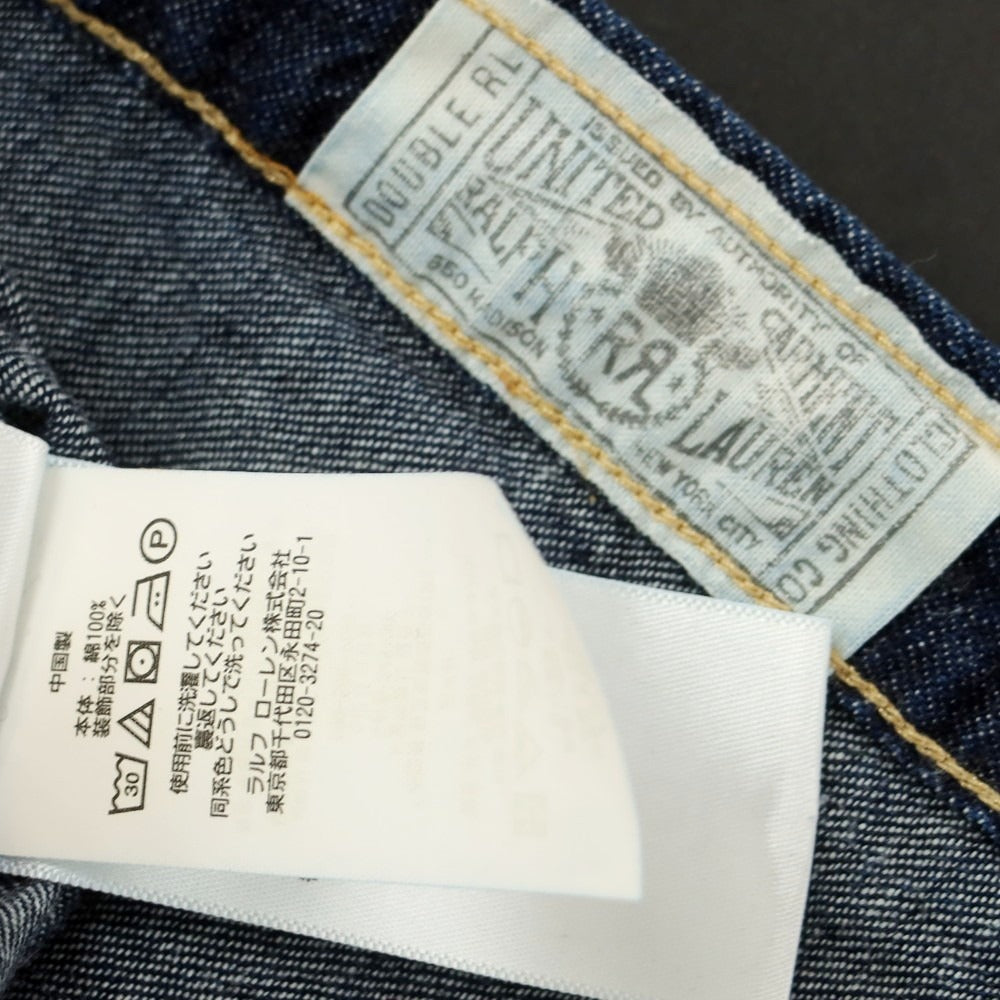 DOUBLE RL
ISSUED BY AUTHORITY OF
UNITED GARMENT
RALPH LAUREN
RRL
650 MADISON NEW YORK CITY
CLOTHING CO
中国製
本体：綿100%
装飾部分を除く
30
P
使用前に洗濯してください
裏返してください
同系色どうしで洗ってください
ラルフ ローレン株式会社
東京都千代田区永田町2-10-1
0120-3274-20